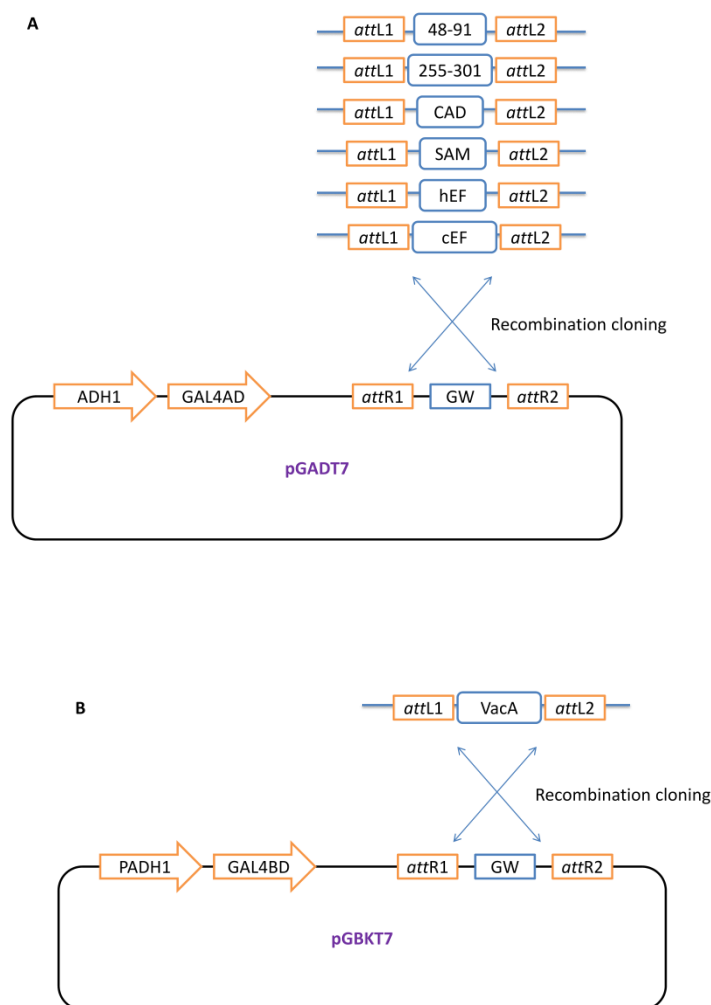 A
attL1 48-91 attL2
attL1 255-301 attL2
attL1 CAD attL2
attL1 SAM attL2
attL1 hEF attL2
attL1 cEF attL2
Recombination cloning
ADH1 GAL4AD attR1 GW attR2
pGADT7
B
attL1 VacA attL2
Recombination cloning
PADH1 GAL4BD attR1 GW attR2
pGBKT7